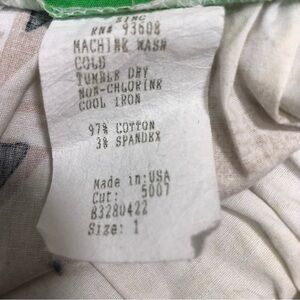 RN# 93608
MACHINE WASH
COLD
TUMBLE DRY
NON-CHLORINE
COOL IRON
97% COTTON
3% SPANDEX
Made in:USA
Cut: 5007
B3280422
Size: 1